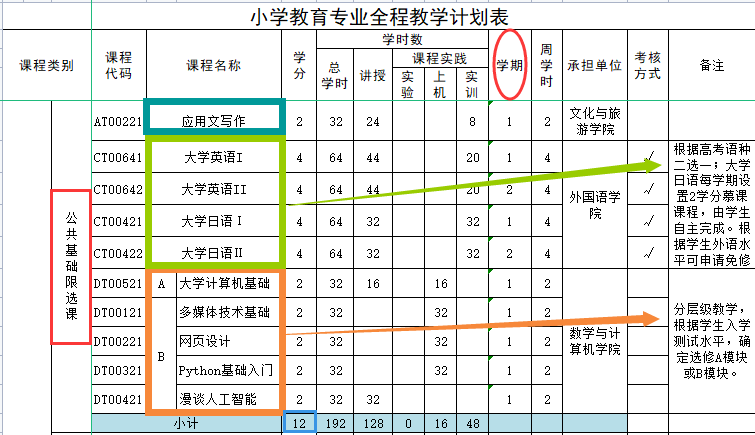 小学教育专业全程教学计划表
课程类别 课程代码 课程名称 学分 学时数 学期 周学时 承担单位 考核方式 备注
总学时 讲授 课程实践
实验 上机 实训
公共基础限选课
AT00221 应用文写作 2 32 24 8 1 2 文化与旅游学院
CT00641 大学英语I 4 64 44 20 1 4 外国语学院 √ 根据高考语种二选一；大学日语每学期设置2学分慕课课程，由学生自主完成。根据学生外语水平可申请免修
CT00642 大学英语II 4 64 44 20 2 4 √
CT00421 大学日语Ⅰ 4 64 32 32 1 4 √
CT00422 大学日语Ⅱ 4 64 32 32 2 4 √
DT00521 A 大学计算机基础 2 32 16 16 1 2 数学与计算机学院 分层级教学，根据学生入学测试水平，确定选修A模块或B模块。
DT00121 B 多媒体技术基础 2 32 32 1 2
DT00221 网页设计 2 32 32 1 2
DT00321 Python基础入门 2 32 32 1 2
DT00421 漫谈人工智能 2 32 32 1 2
小计 12 192 128 0 16 48